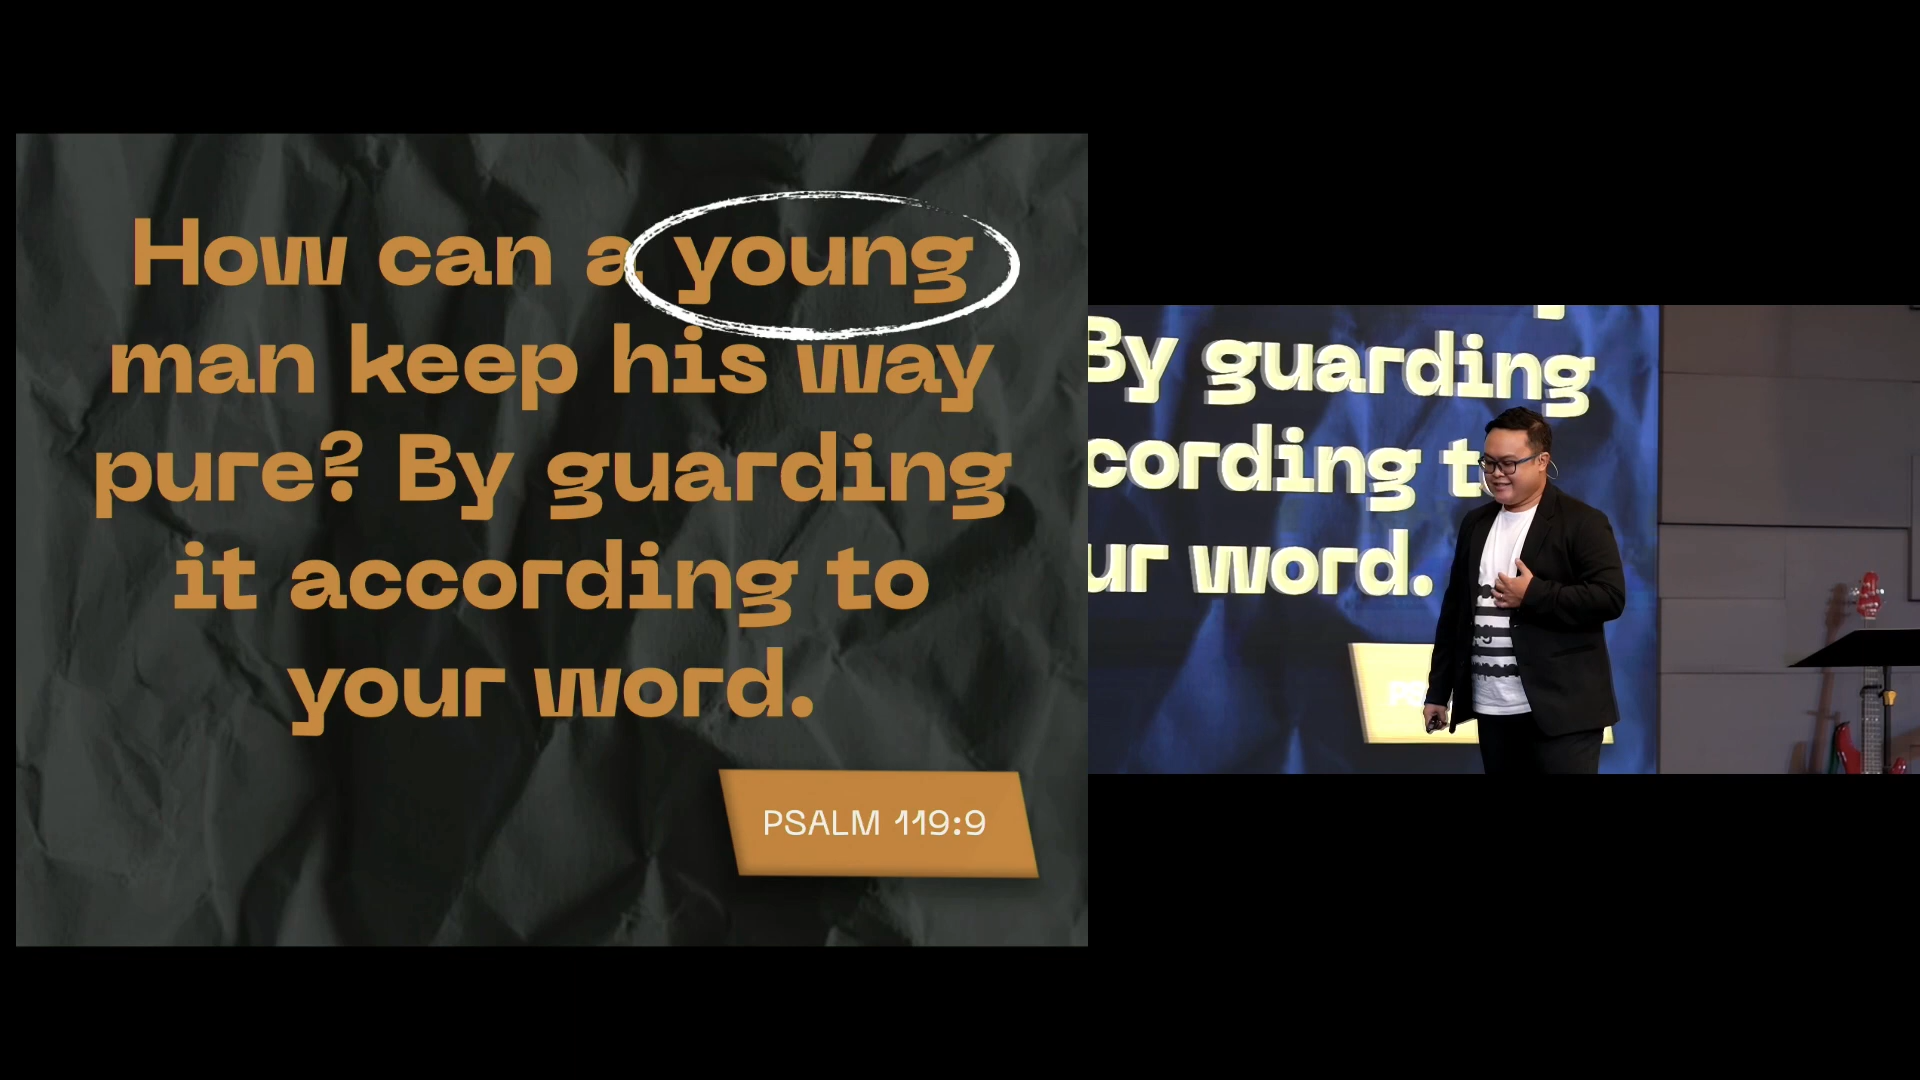 How can a young
man keep his way
pure? By guarding
it according to
your word.
PSALM 119:9
By guarding
cording t
ur word.